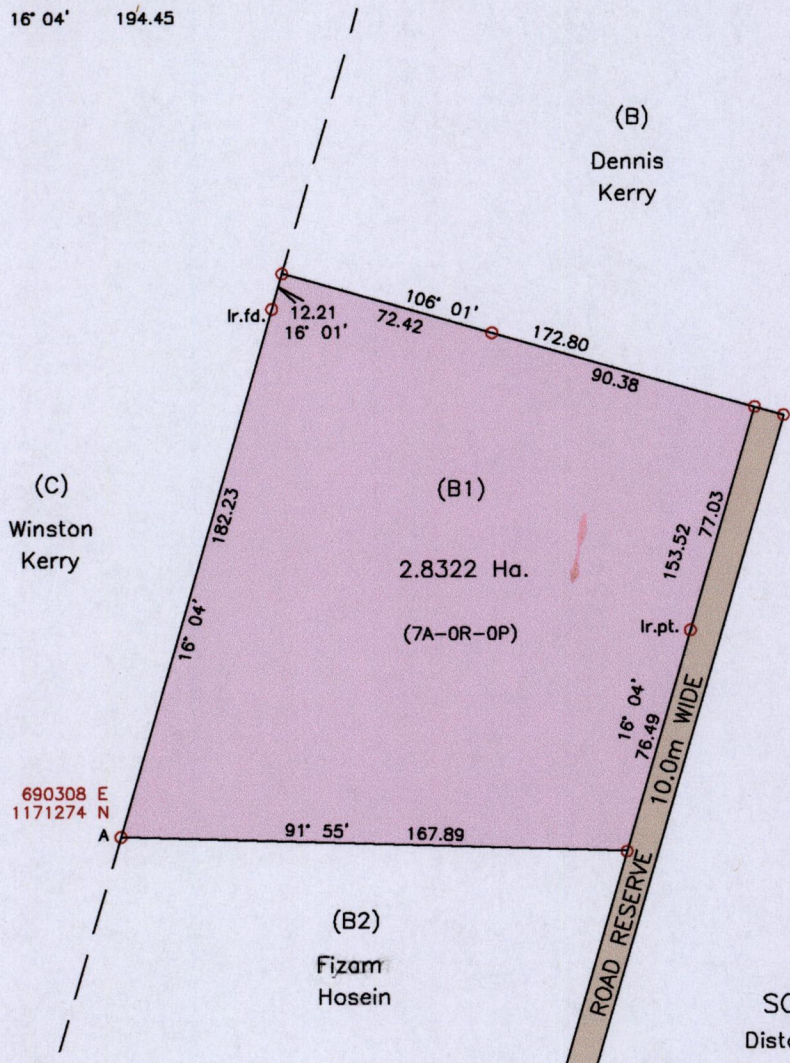 16° 04' 194.45
(B)
Dennis
Kerry
106° 01'
72.42
172.80
90.38
Ir.fd.
12.21
16° 01'
(C)
Winston
Kerry
182.23
16° 04'
(B1)
2.8322 Ha.
(7A-0R-0P)
153.52
77.03
Ir.pt.
16° 04'
76.49
690308 E
1171274 N
A
91° 55' 167.89
ROAD RESERVE 10.0m WIDE
(B2)
Fizam
Hosein